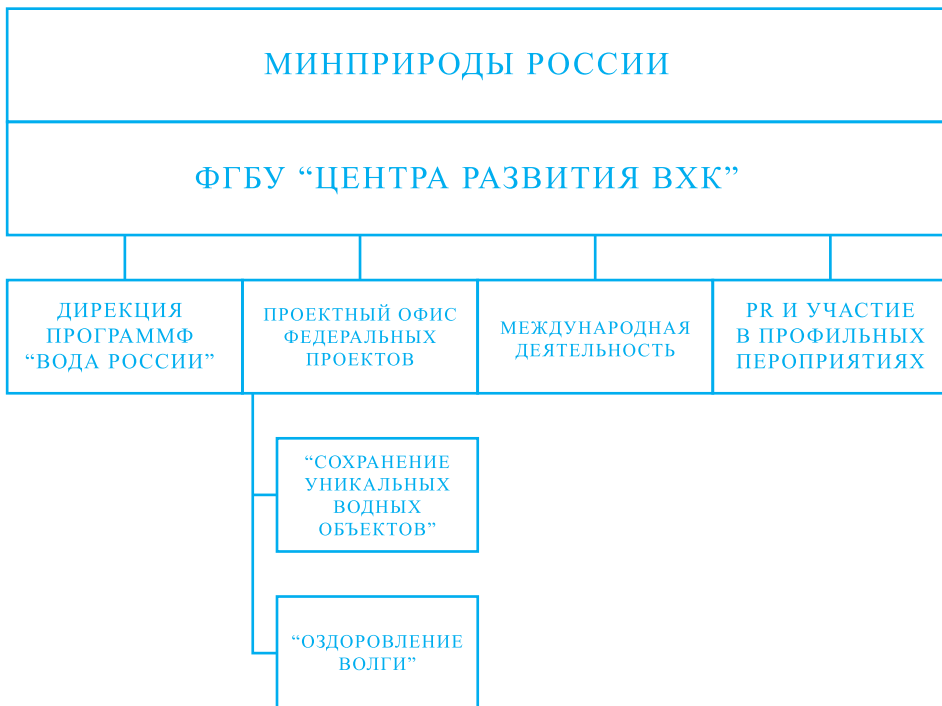 МИНПРИРОДЫ РОССИИ
ФГБУ “ЦЕНТРА РАЗВИТИЯ ВХК”
ДИРЕКЦИЯ
ПРОГРАММФ
“ВОДА РОССИИ”
ПРОЕКТНЫЙ ОФИС
ФЕДЕРАЛЬНЫХ
ПРОЕКТОВ
МЕЖДУНАРОДНАЯ
ДЕЯТЕЛЬНОСТЬ
PR И УЧАСТИЕ
В ПРОФИЛЬНЫХ
ПЕРОПРИЯТИЯХ
“СОХРАНЕНИЕ
УНИКАЛЬНЫХ
ВОДНЫХ
ОБЪЕКТОВ”
“ОЗДОРОВЛЕНИЕ
ВОЛГИ”